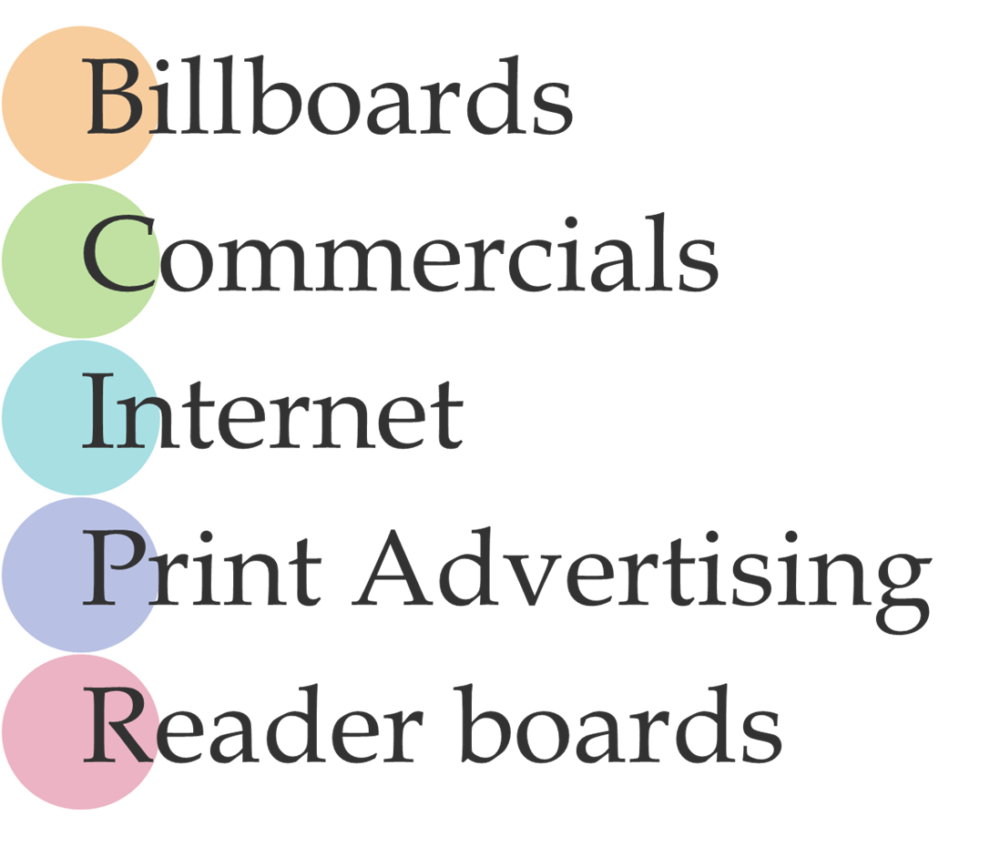 Billboards
Commercials
Internet
Print Advertising
Reader boards